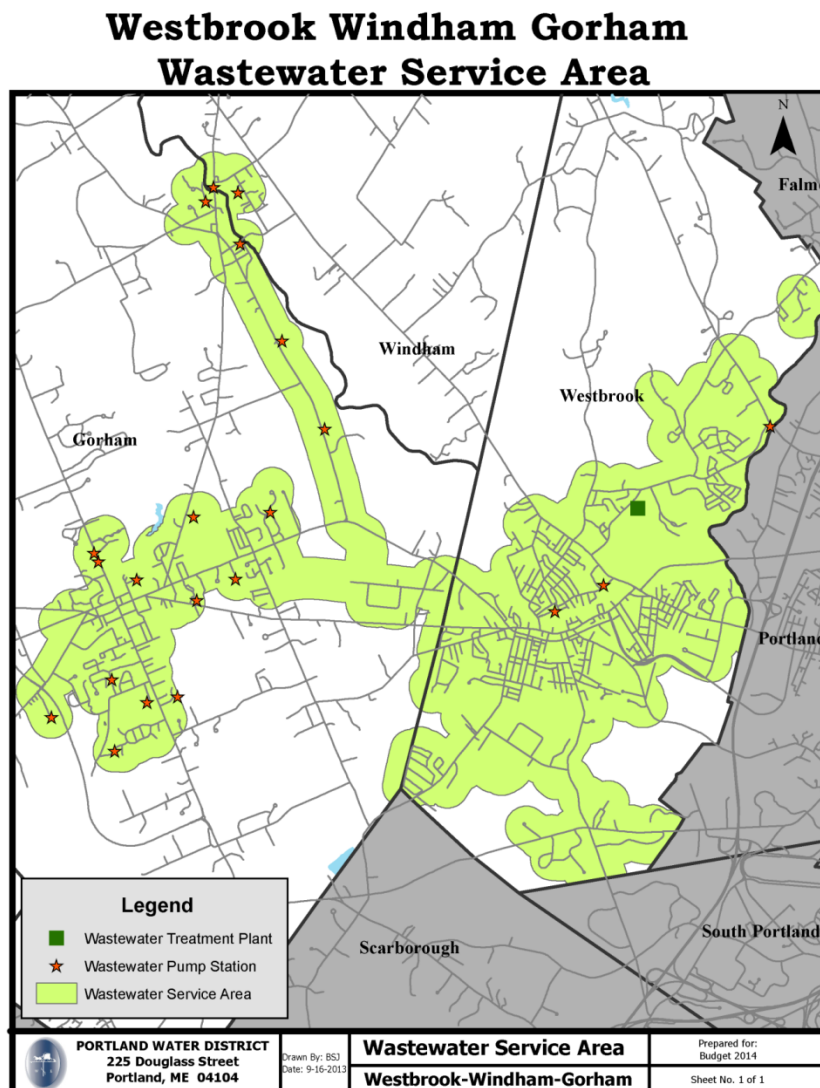 Westbrook Windham Gorham
Wastewater Service Area
N
Falm
Windham
Westbrook
Gorham
Portland
South Portland
Scarborough
Legend
Wastewater Treatment Plant
Wastewater Pump Station
Wastewater Service Area
PORTLAND WATER DISTRICT
225 Douglass Street
Portland, ME 04104
Drawn By: BSJ
Date: 9-16-2013
Wastewater Service Area
Westbrook-Windham-Gorham
Prepared for:
Budget 2014
Sheet No. 1 of 1